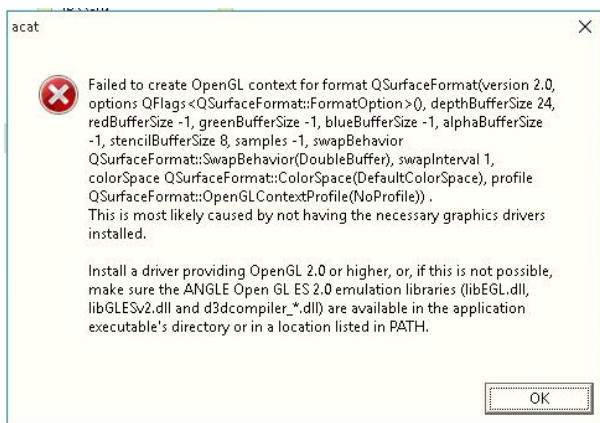 acat
Failed to create OpenGL context for format QSurfaceFormat(version 2.0,
options QFlags<QSurfaceFormat::FormatOption>(), depthBufferSize 24,
redBufferSize -1, greenBufferSize -1, blueBufferSize -1, alphaBufferSize
-1, stencilBufferSize 8, samples -1, swapBehavior
QSurfaceFormat::SwapBehavior(DoubleBuffer), swapInterval 1,
colorSpace QSurfaceFormat::ColorSpace(DefaultColorSpace), profile
QSurfaceFormat::OpenGLContextProfile(NoProfile)) .
This is most likely caused by not having the necessary graphics drivers
installed.
Install a driver providing OpenGL 2.0 or higher, or, if this is not possible,
make sure the ANGLE Open GL ES 2.0 emulation libraries (libEGL.dll,
libGLESv2.dll and d3dcompiler_*.dll) are available in the application
executable's directory or in a location listed in PATH.
OK